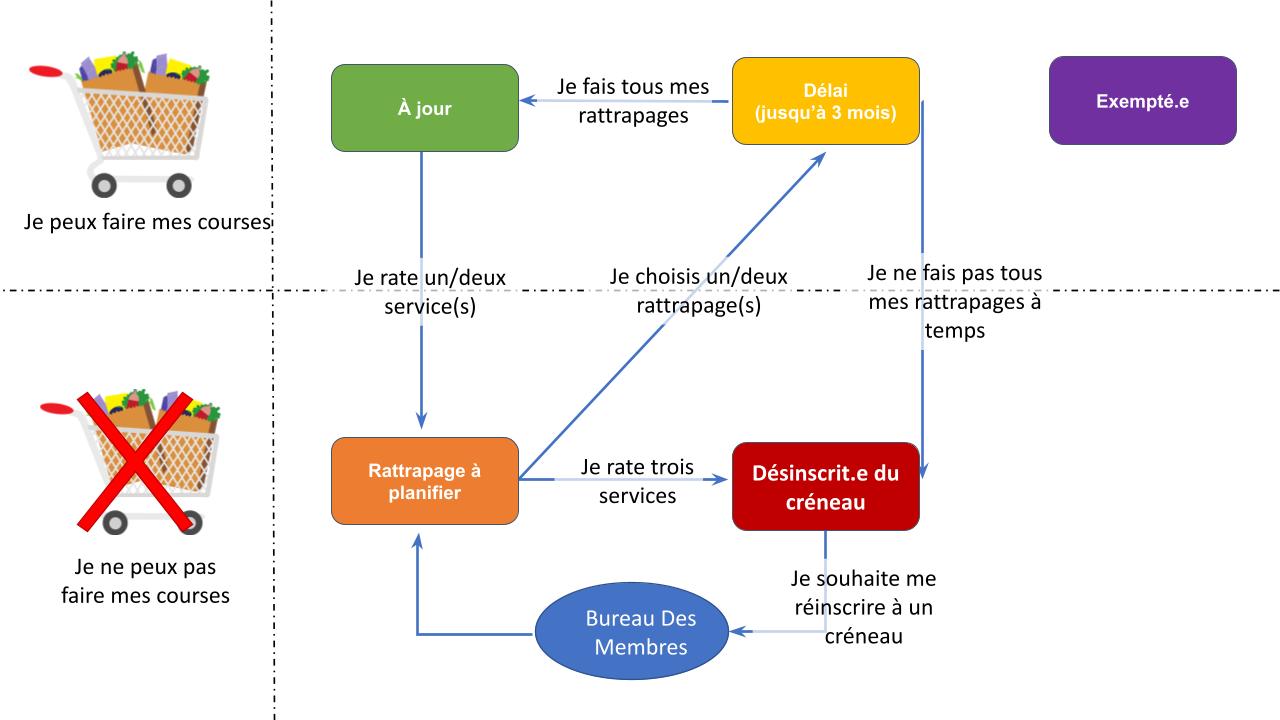 À jour
Je fais tous mes
rattrapages
Délai
(jusqu’à 3 mois)
Exempté.e
Je peux faire mes courses
Je rate un/deux
service(s)
Je choisis un/deux
rattrapage(s)
Je ne fais pas tous
mes rattrapages à
temps
Rattrapage à
planifier
Je rate trois
services
Désinscrit.e du
créneau
Je ne peux pas
faire mes courses
Je souhaite me
réinscrire à un
créneau
Bureau Des
Membres